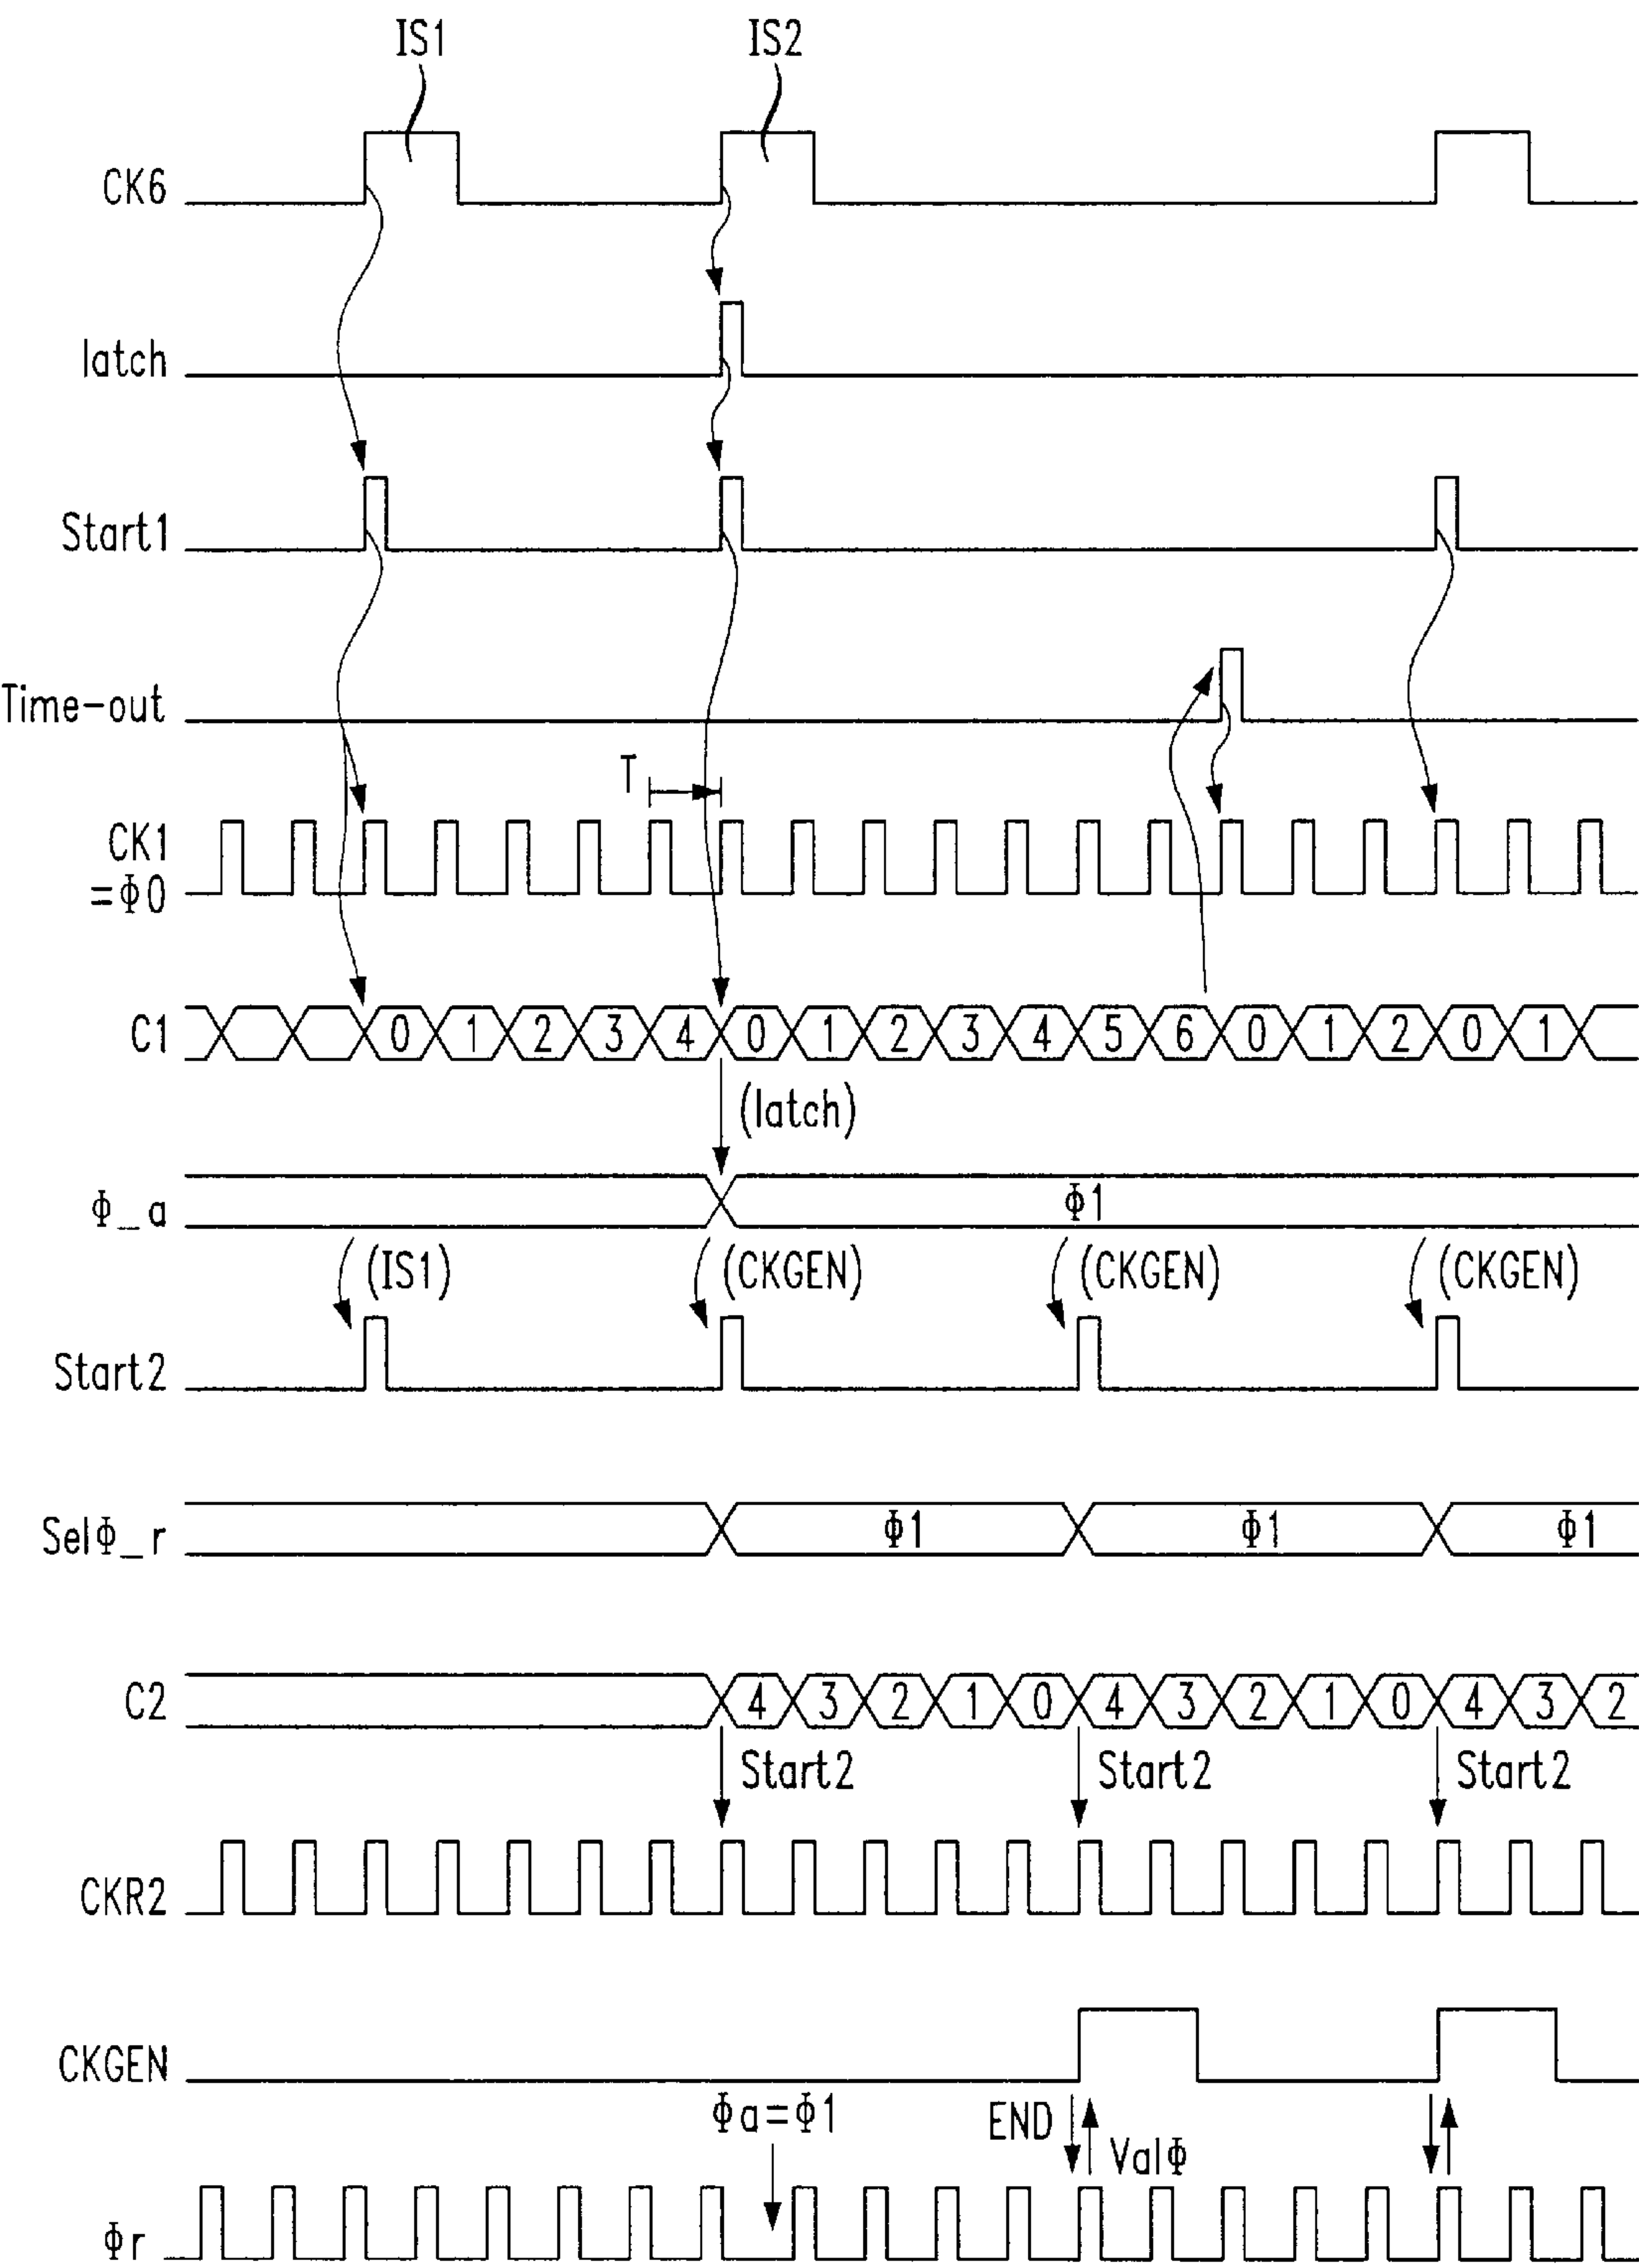 IS1 IS2
CK6
latch
Start1
Time-out
T
CK1
=Φ0
C1 0 1 2 3 4 0 1 2 3 4 5 6 0 1 2 0 1
(latch)
Φ_a Φ1
(IS1) (CKGEN) (CKGEN) (CKGEN)
Start2
SelΦ_r Φ1 Φ1 Φ1
C2 4 3 2 1 0 4 3 2 1 0 4 3 2
Start2 Start2 Start2
CKR2
CKGEN
Φa=Φ1 END ValΦ
Φr